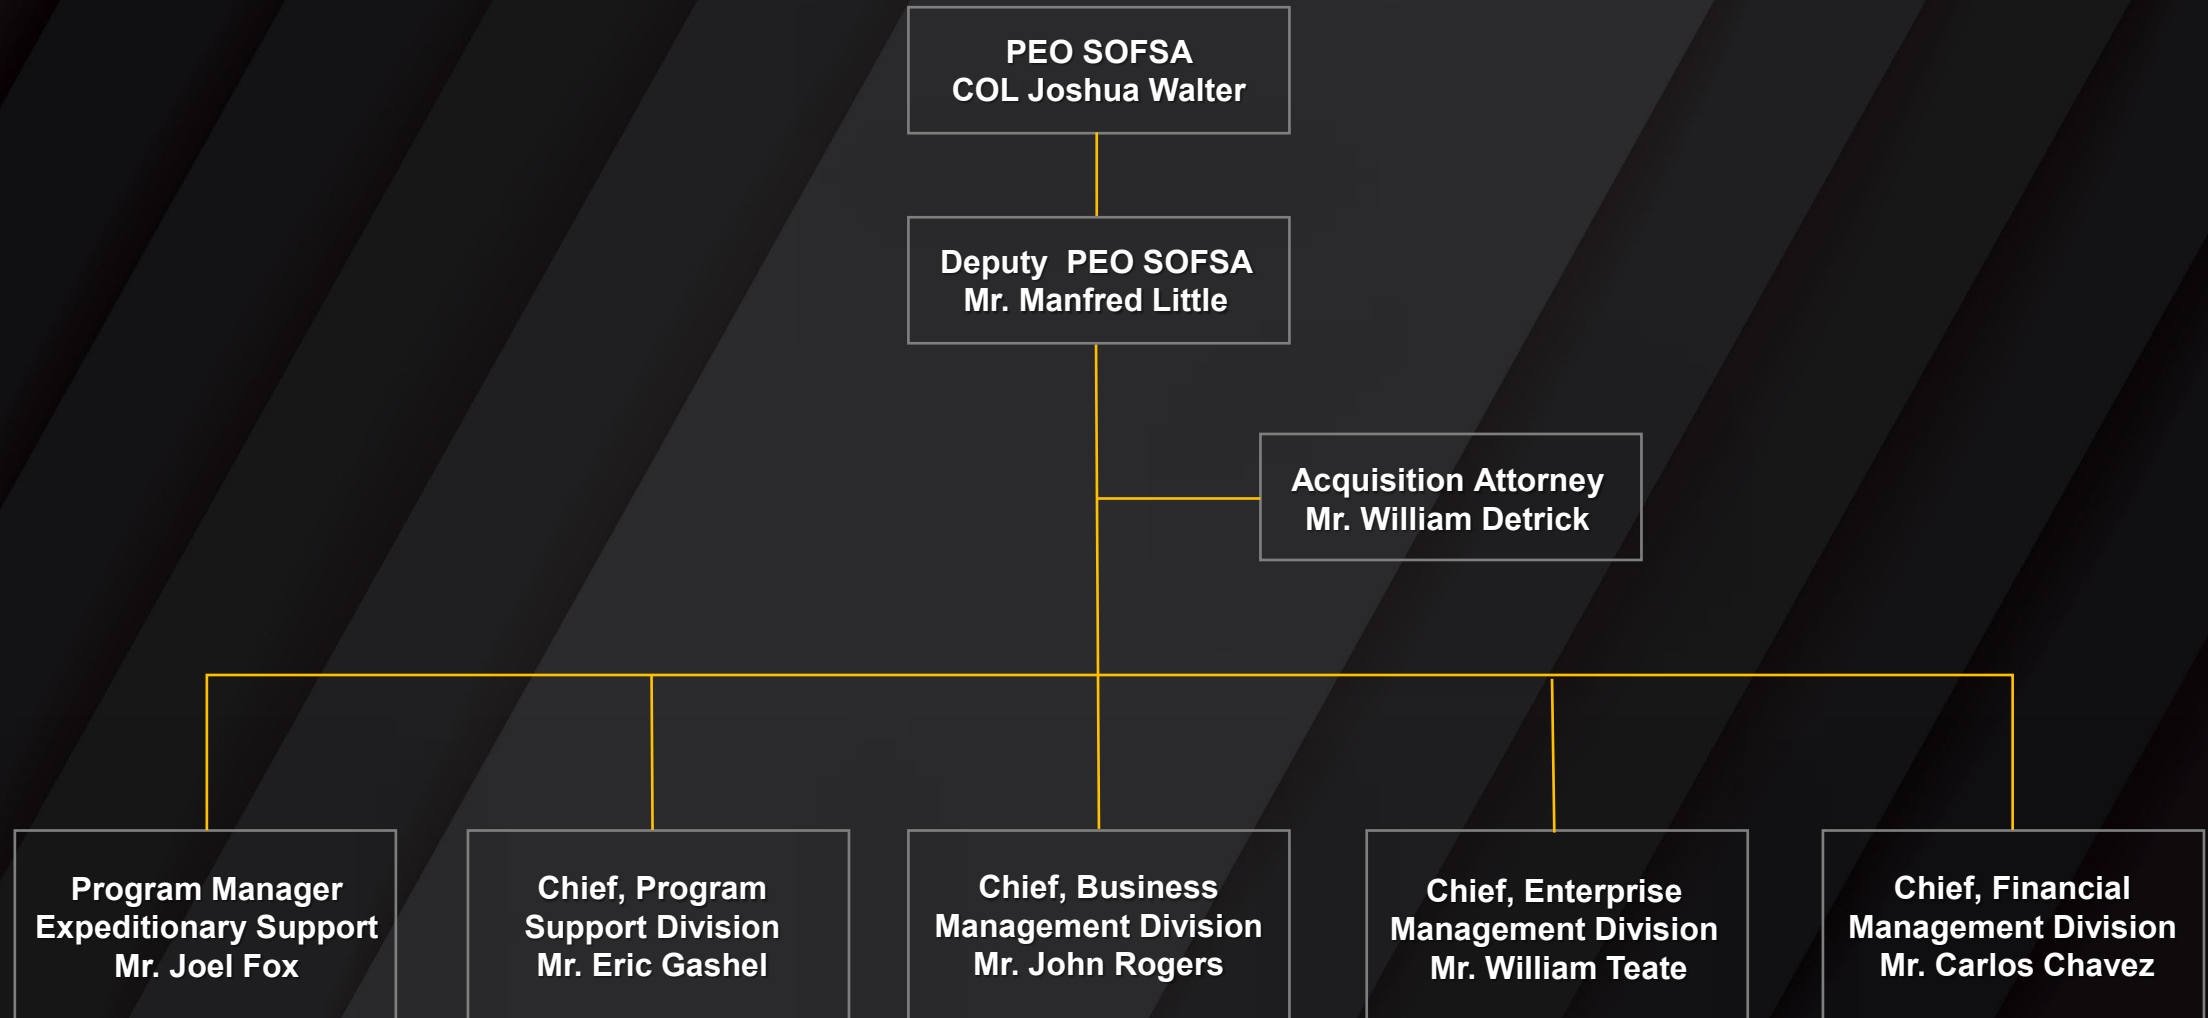 PEO SOFSA
COL Joshua Walter
Deputy  PEO SOFSA
Mr. Manfred Little
Acquisition Attorney
Mr. William Detrick
Program Manager
Expeditionary Support
Mr. Joel Fox
Chief, Program
Support Division
Mr. Eric Gashel
Chief, Business
Management Division
Mr. John Rogers
Chief, Enterprise
Management Division
Mr. William Teate
Chief, Financial
Management Division
Mr. Carlos Chavez